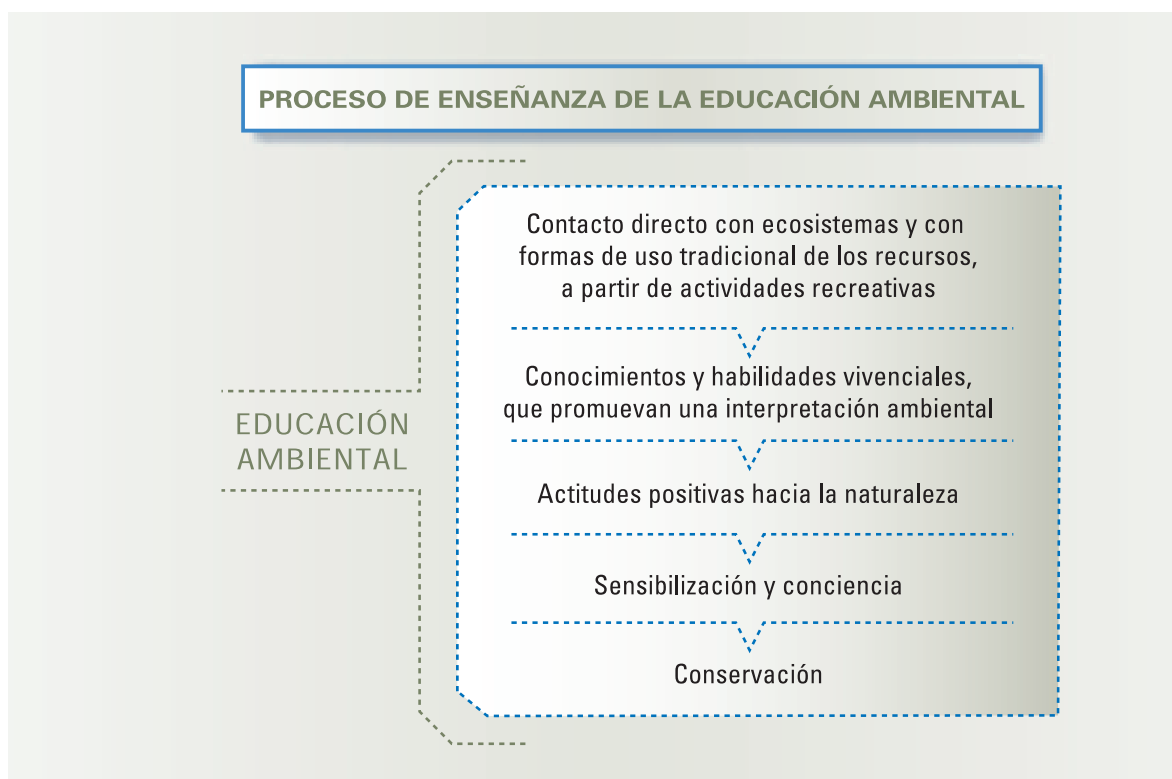 PROCESO DE ENSEÑANZA DE LA EDUCACIÓN AMBIENTAL
EDUCACIÓN
AMBIENTAL
Contacto directo con ecosistemas y con
formas de uso tradicional de los recursos,
a partir de actividades recreativas
Conocimientos y habilidades vivenciales,
que promuevan una interpretación ambiental
Actitudes positivas hacia la naturaleza
Sensibilización y conciencia
Conservación